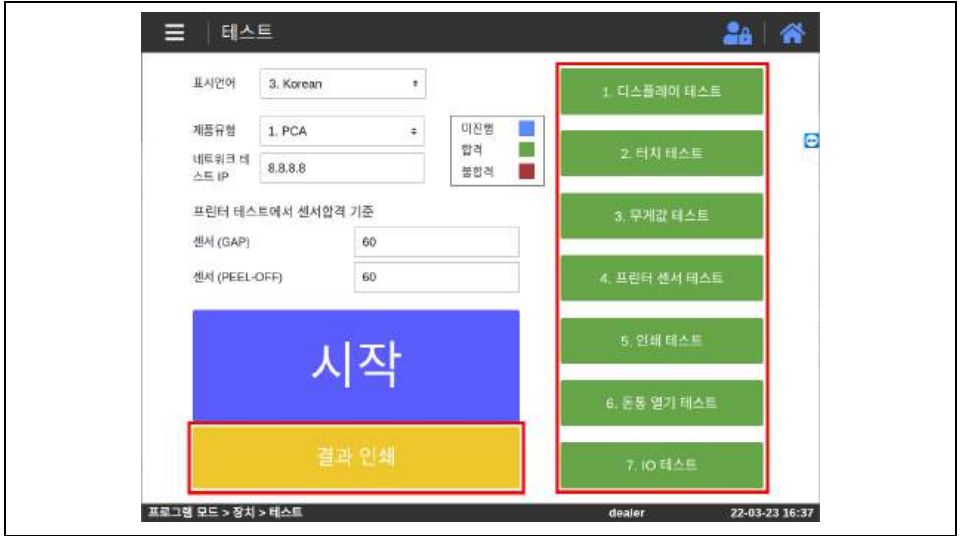 테스트
표시언어
3. Korean
제품유형
1. PCA
네트워크 테
스트 IP
8.8.8.8
미진행
합격
불합격
프린터 테스트에서 센서합격 기준
센서 (GAP)
60
센서 (PEEL-OFF)
60
시작
결과 인쇄
1. 디스플레이 테스트
2. 터치 테스트
3. 무게값 테스트
4. 프린터 센서 테스트
5. 인쇄 테스트
6. 돈통 열기 테스트
7. IO 테스트
프로그램 모드 > 장치 > 테스트
dealer
22-03-23 16:37